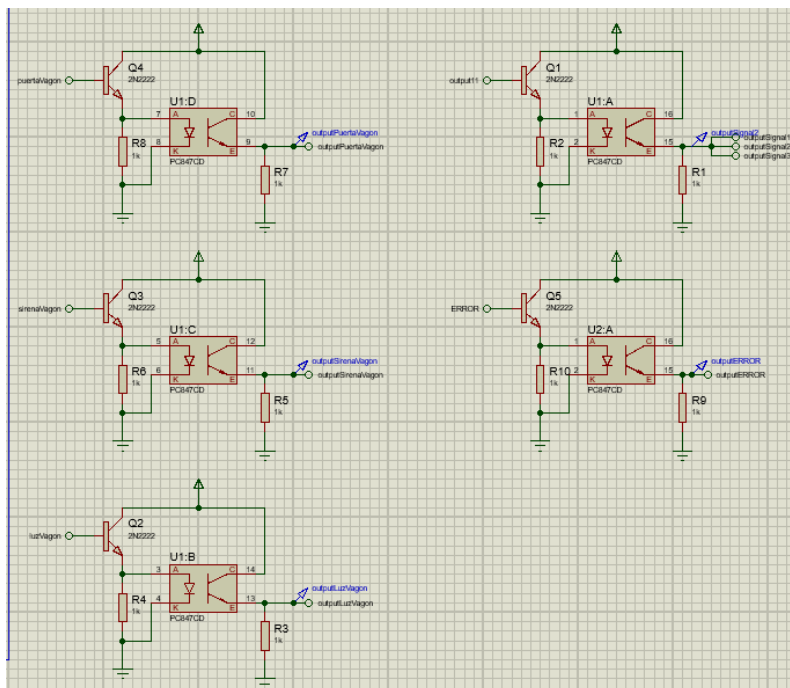 Q4
2N2222
puertaVagon
U1:D
7
A
C
10
R8
1k
8
K
E
9
PC847CD
outputPuertaVagon
outputPuertaVagon
R7
1k
Q1
2N2222
output11
U1:A
1
A
C
16
R2
1k
2
K
E
15
PC847CD
outputSignal2
outputSignal1
outputSignal2
outputSignal3
R1
1k
Q3
2N2222
sirenaVagon
U1:C
5
A
C
12
R6
1k
6
K
E
11
PC847CD
outputSirenaVagon
outputSirenaVagon
R5
1k
Q5
2N2222
ERROR
U2:A
1
A
C
16
R10
1k
2
K
E
15
PC847CD
outputERROR
outputERROR
R9
1k
Q2
2N2222
luzVagon
U1:B
3
A
C
14
R4
1k
4
K
E
13
PC847CD
outputLuzVagon
outputLuzVagon
R3
1k